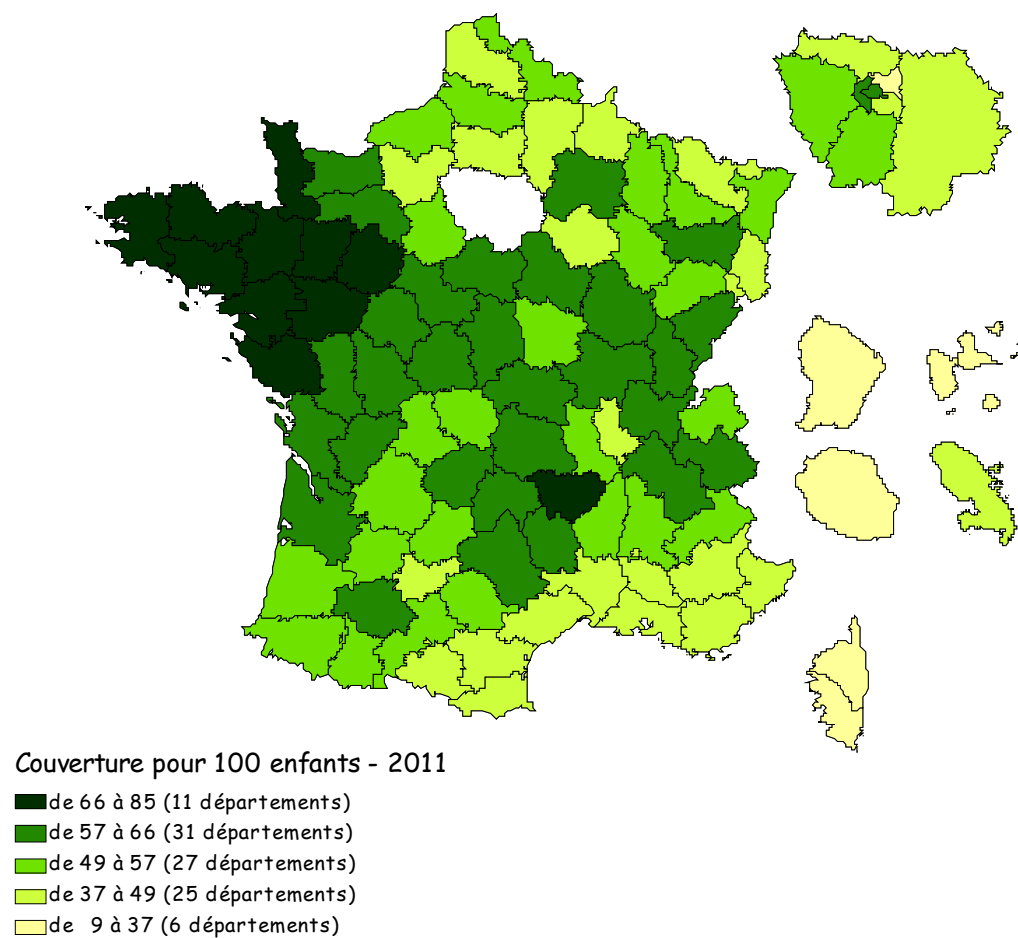 Couverture pour 100 enfants - 2011
de 66 à 85 (11 départements)
de 57 à 66 (31 départements)
de 49 à 57 (27 départements)
de 37 à 49 (25 départements)
de 9 à 37 (6 départements)